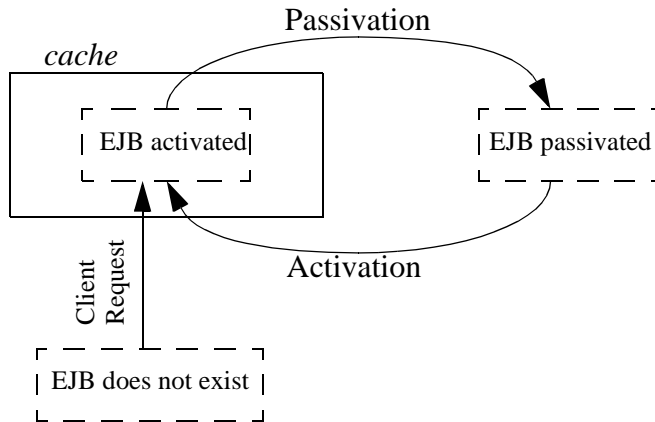 Passivation
cache
EJB activated
EJB passivated
Activation
Client
Request
EJB does not exist